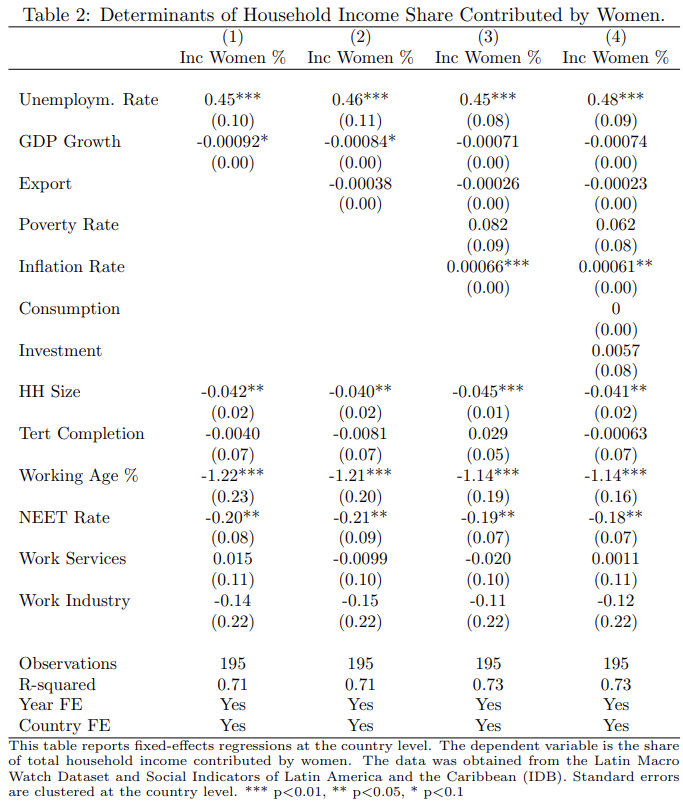 Table 2: Determinants of Household Income Share Contributed by Women.
(1) (2) (3) (4)
Inc Women % Inc Women % Inc Women % Inc Women %
Unemploym. Rate 0.45*** 0.46*** 0.45*** 0.48***
(0.10) (0.11) (0.08) (0.09)
GDP Growth -0.00092* -0.00084* -0.00071 -0.00074
(0.00) (0.00) (0.00) (0.00)
Export -0.00038 -0.00026 -0.00023
(0.00) (0.00) (0.00)
Poverty Rate 0.082 0.062
(0.09) (0.08)
Inflation Rate 0.00066*** 0.00061**
(0.00) (0.00)
Consumption 0
(0.00)
Investment 0.0057
(0.08)
HH Size -0.042** -0.040** -0.045*** -0.041**
(0.02) (0.02) (0.01) (0.02)
Tert Completion -0.0040 -0.0081 0.029 -0.00063
(0.07) (0.07) (0.05) (0.07)
Working Age % -1.22*** -1.21*** -1.14*** -1.14***
(0.23) (0.20) (0.19) (0.16)
NEET Rate -0.20** -0.21** -0.19** -0.18**
(0.08) (0.09) (0.07) (0.07)
Work Services 0.015 -0.0099 -0.020 0.0011
(0.11) (0.10) (0.10) (0.11)
Work Industry -0.14 -0.15 -0.11 -0.12
(0.22) (0.22) (0.22) (0.22)
Observations 195 195 195 195
R-squared 0.71 0.71 0.73 0.73
Year FE Yes Yes Yes Yes
Country FE Yes Yes Yes Yes
This table reports fixed-effects regressions at the country level. The dependent variable is the share
of total household income contributed by women. The data was obtained from the Latin Macro
Watch Dataset and Social Indicators of Latin America and the Caribbean (IDB). Standard errors
are clustered at the country level. *** p<0.01, ** p<0.05, * p<0.1